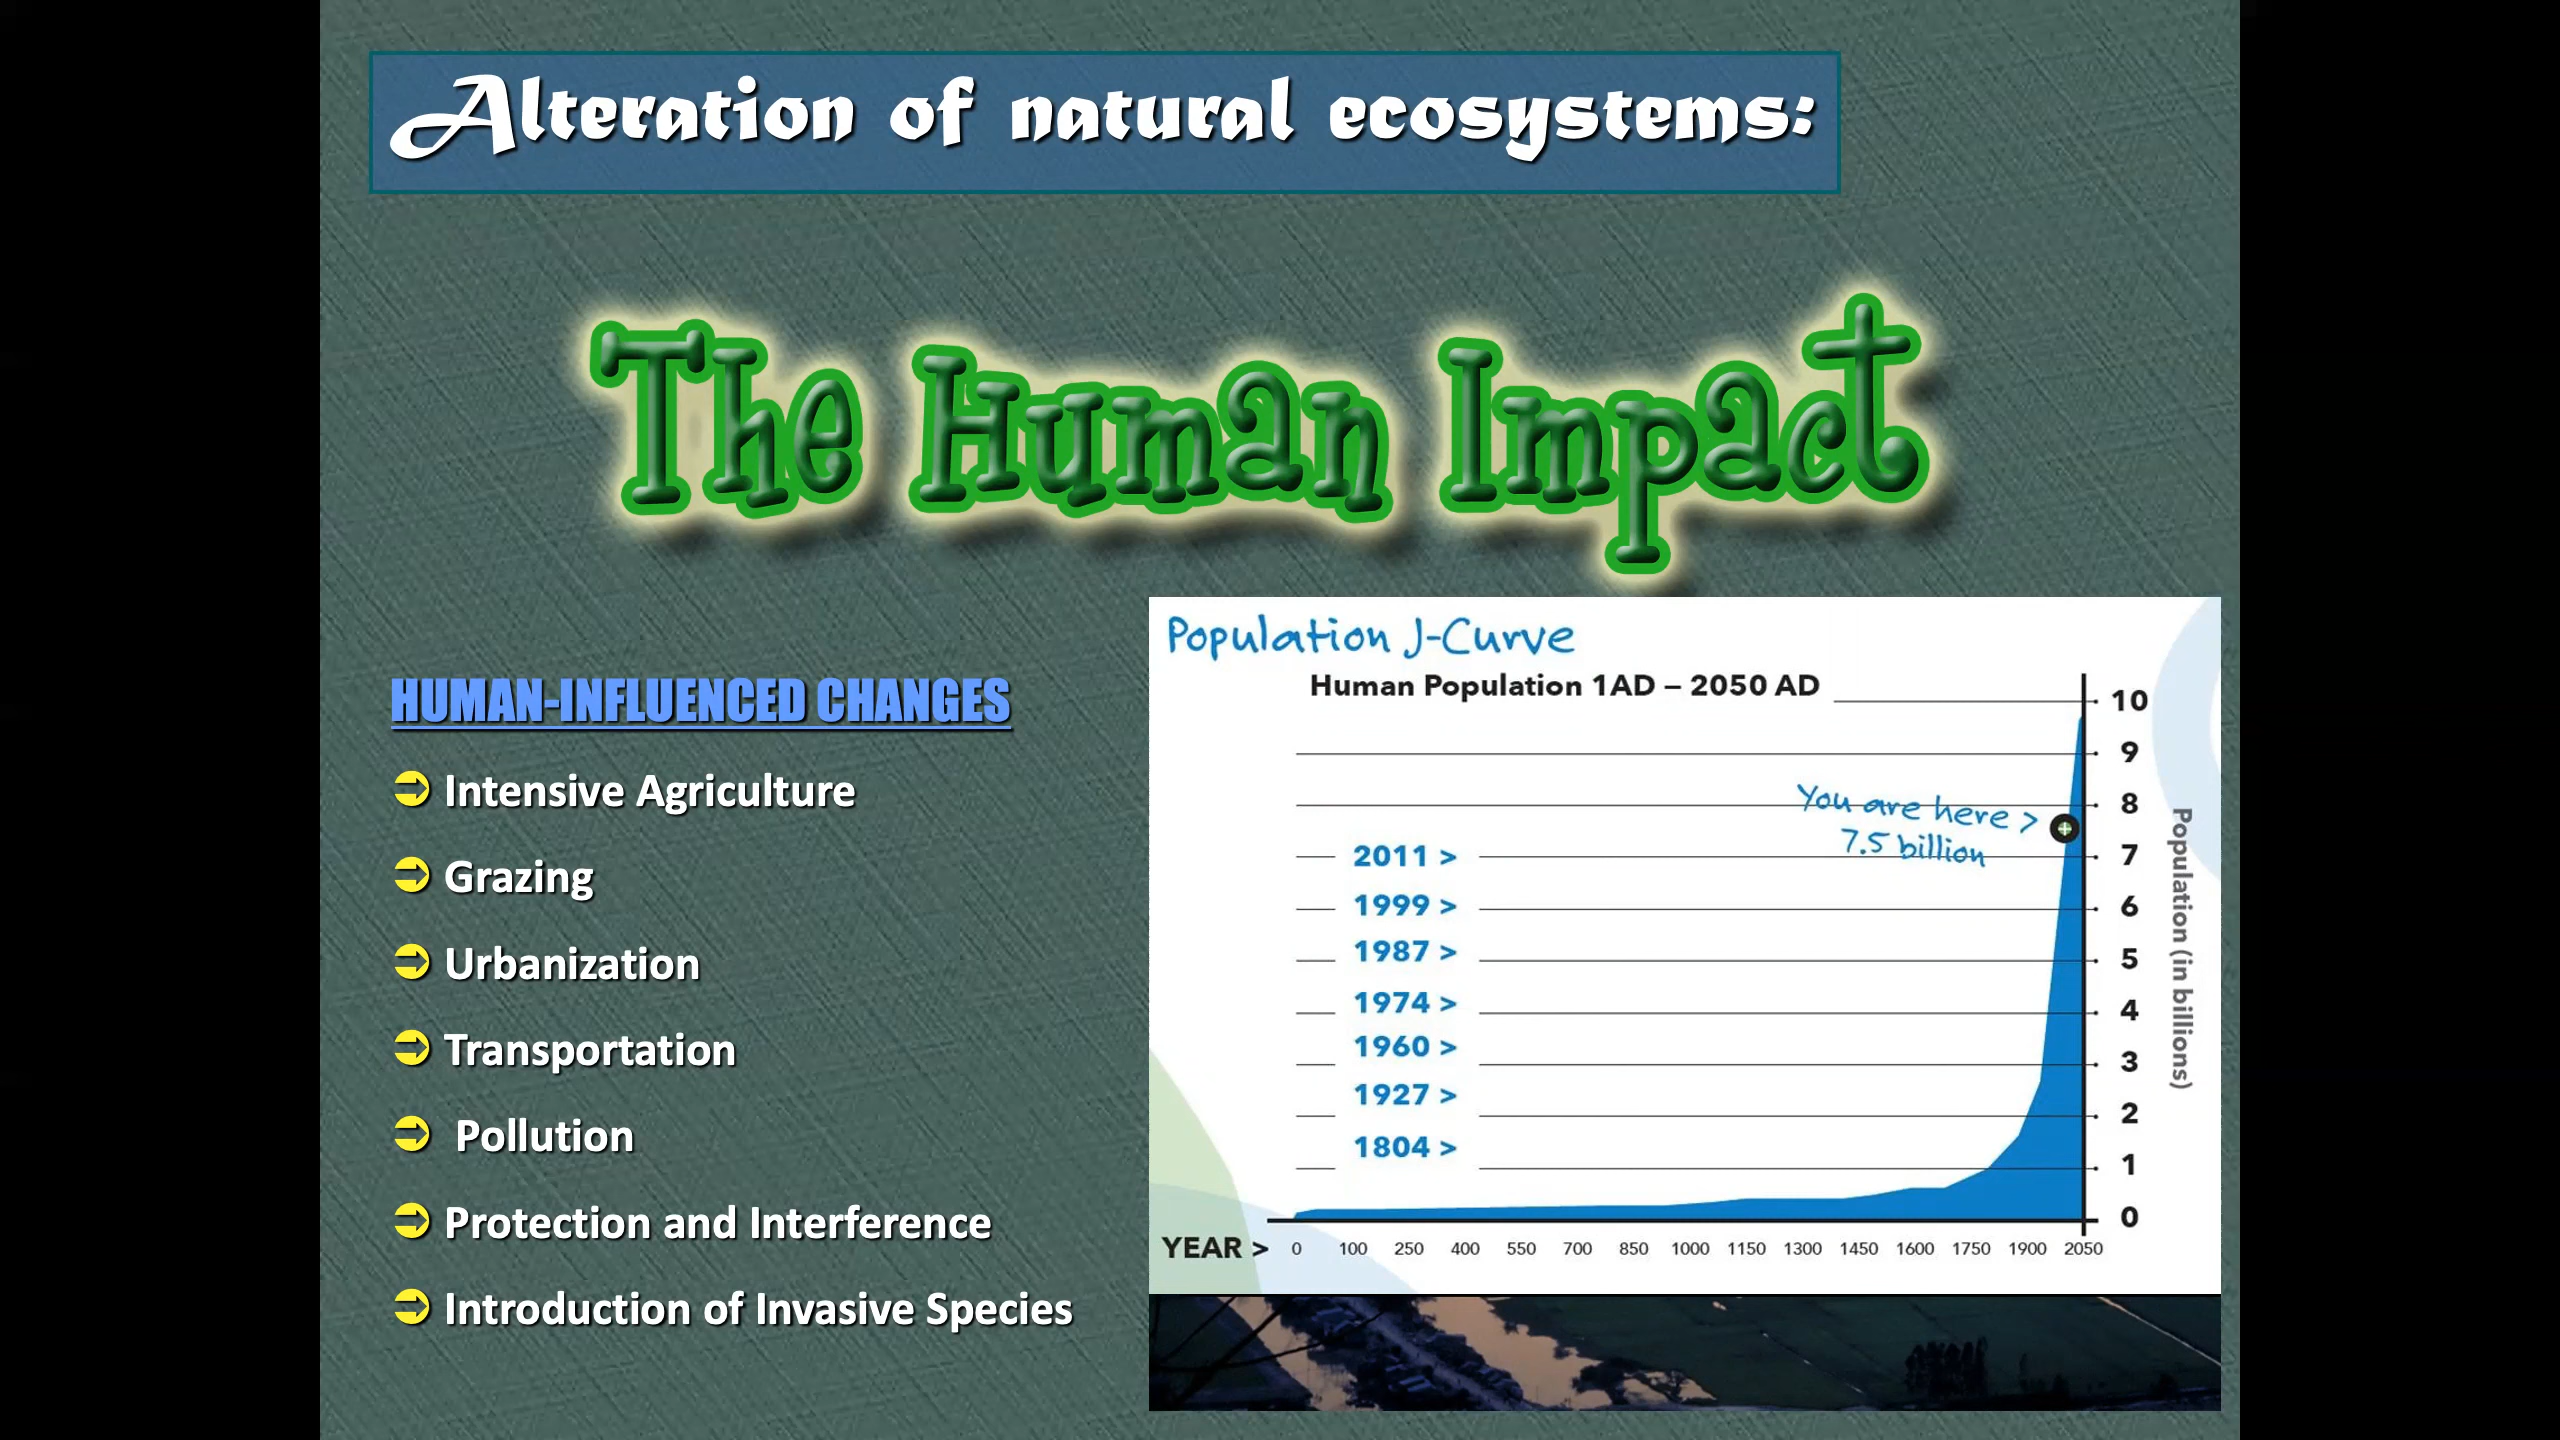 Alteration of natural ecosystems:
The Human Impact
HUMAN-INFLUENCED CHANGES
Intensive Agriculture
Grazing
Urbanization
Transportation
Pollution
Protection and Interference
Introduction of Invasive Species
Population J-Curve
Human Population 1AD – 2050 AD
You are here >
7.5 billion
2011 >
1999 >
1987 >
1974 >
1960 >
1927 >
1804 >
10
9
8
7
6
5
4
3
2
1
0
Population (in billions)
YEAR > 0 100 250 400 550 700 850 1000 1150 1300 1450 1600 1750 1900 2050